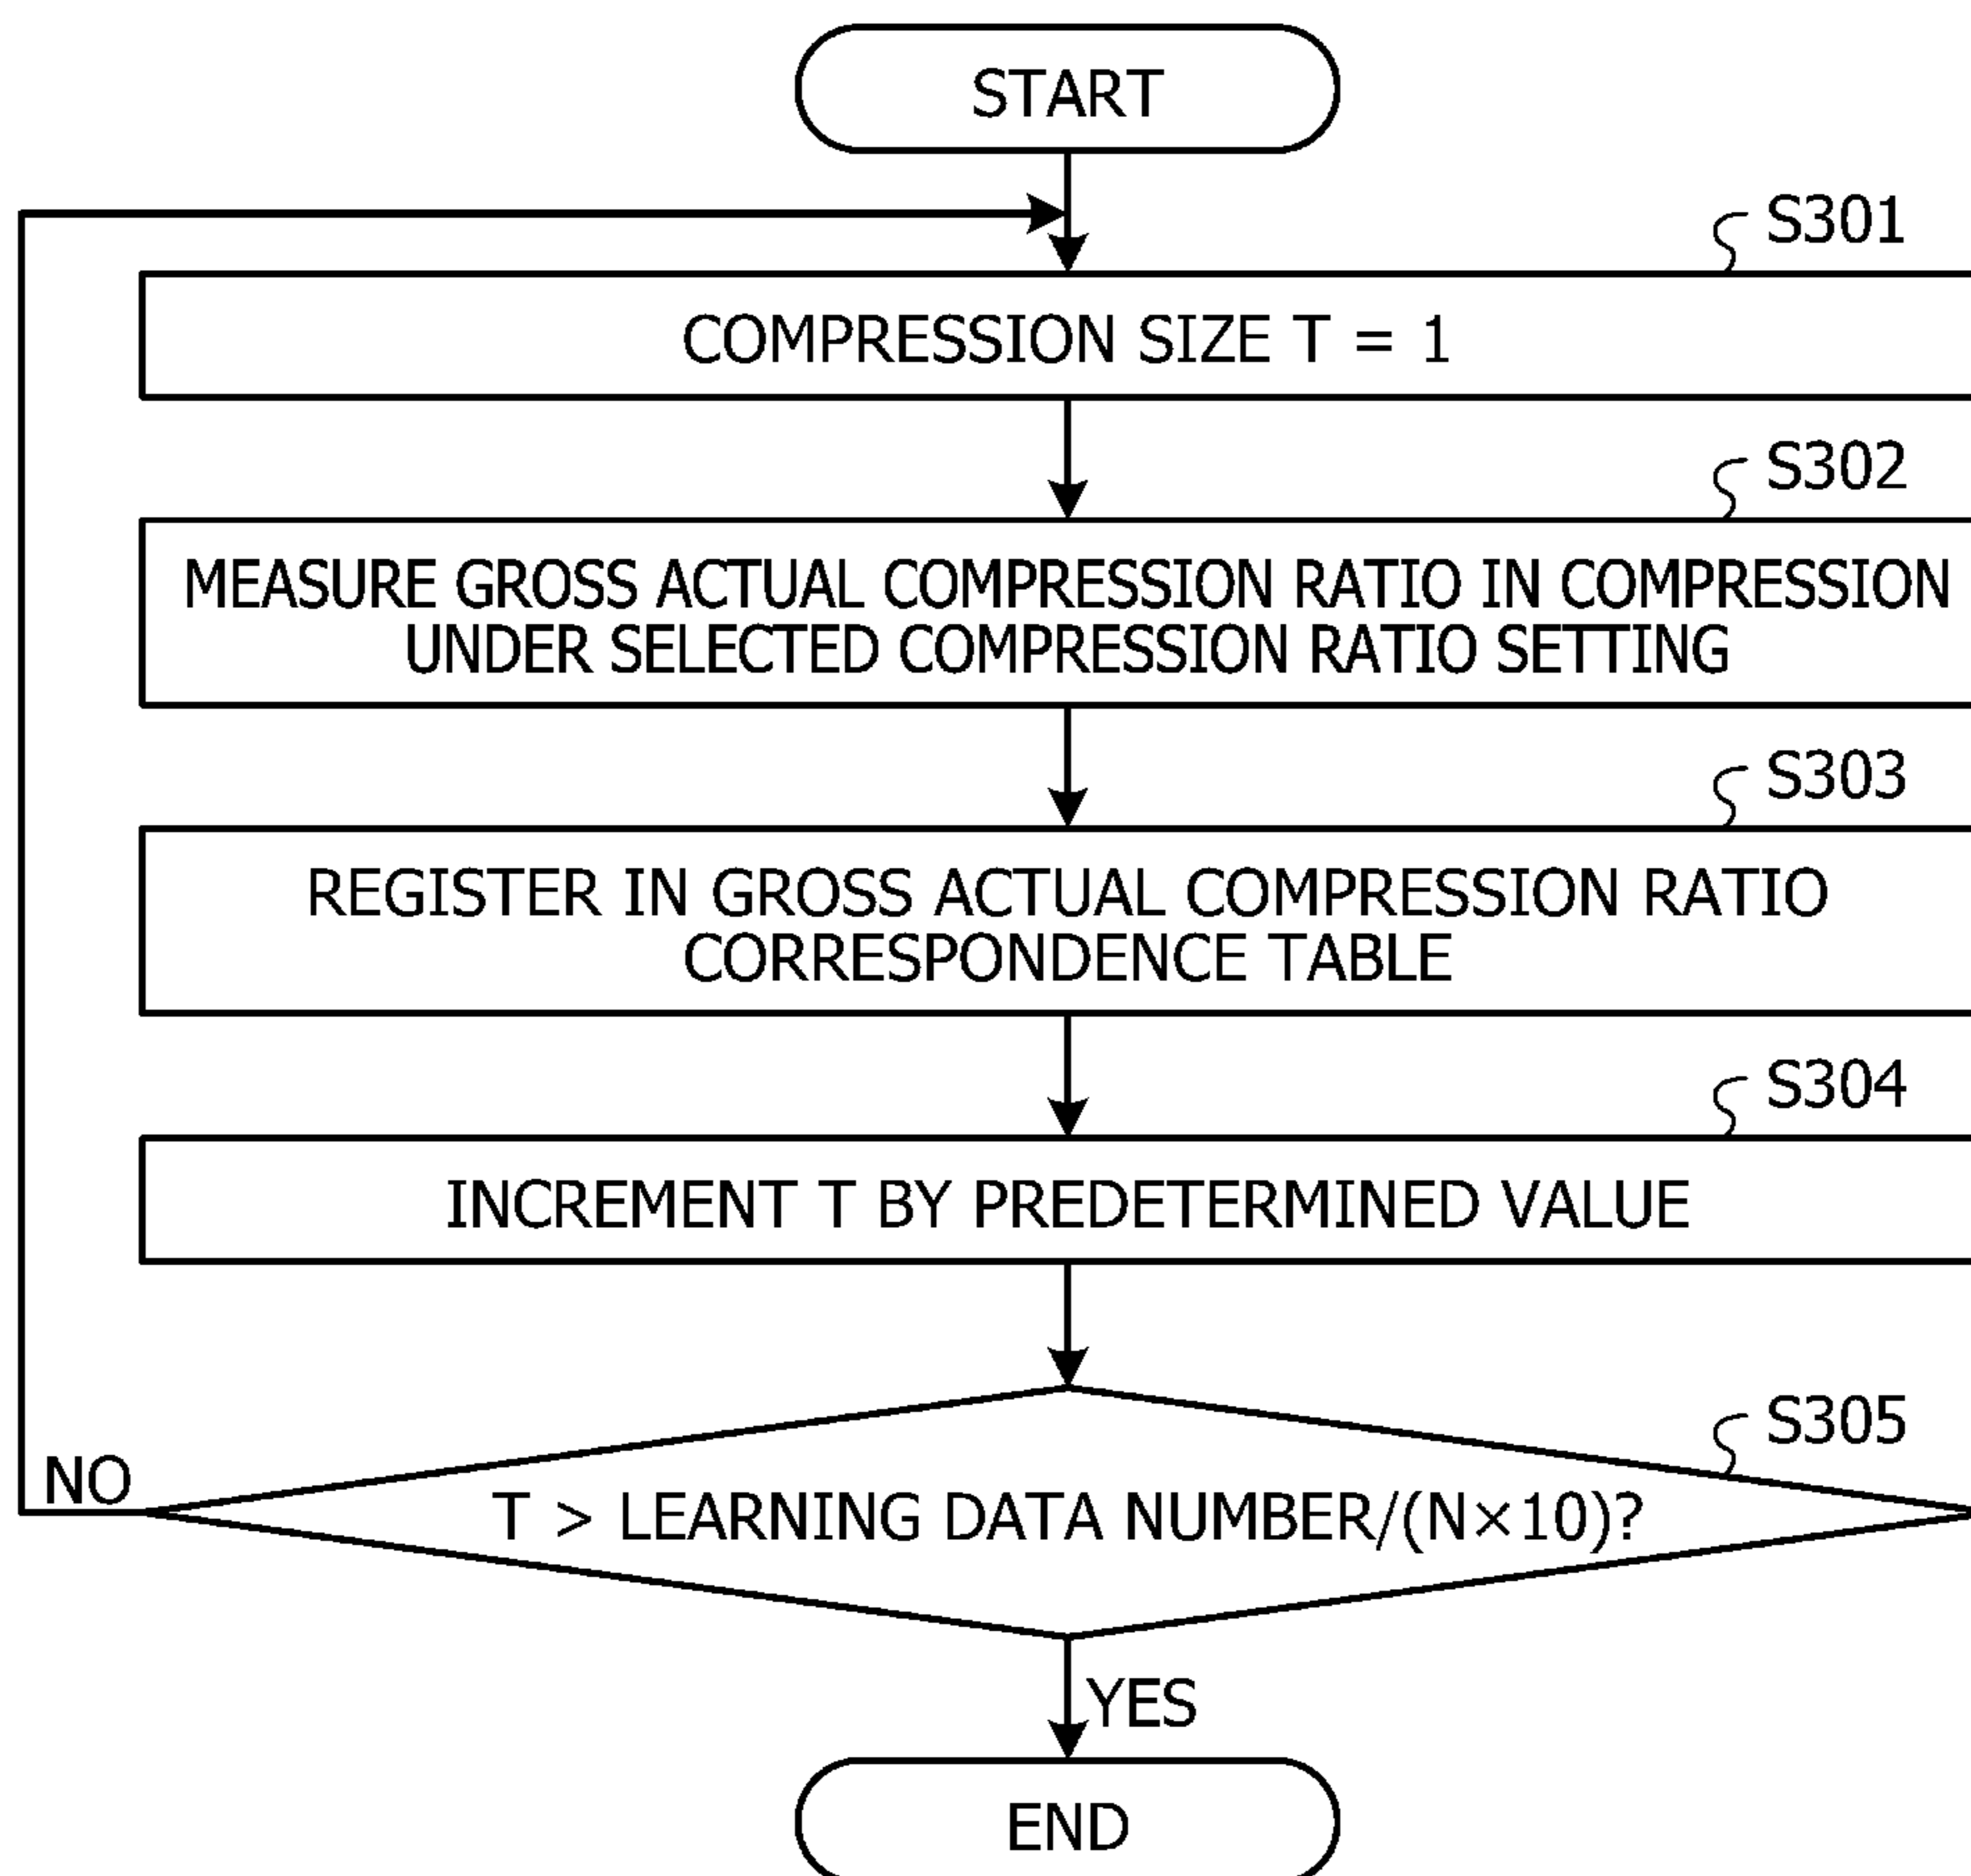 START
S301
COMPRESSION SIZE T = 1
S302
MEASURE GROSS ACTUAL COMPRESSION RATIO IN COMPRESSION
UNDER SELECTED COMPRESSION RATIO SETTING
S303
REGISTER IN GROSS ACTUAL COMPRESSION RATIO
CORRESPONDENCE TABLE
S304
INCREMENT T BY PREDETERMINED VALUE
S305
NO
T > LEARNING DATA NUMBER/(N×10)?
YES
END